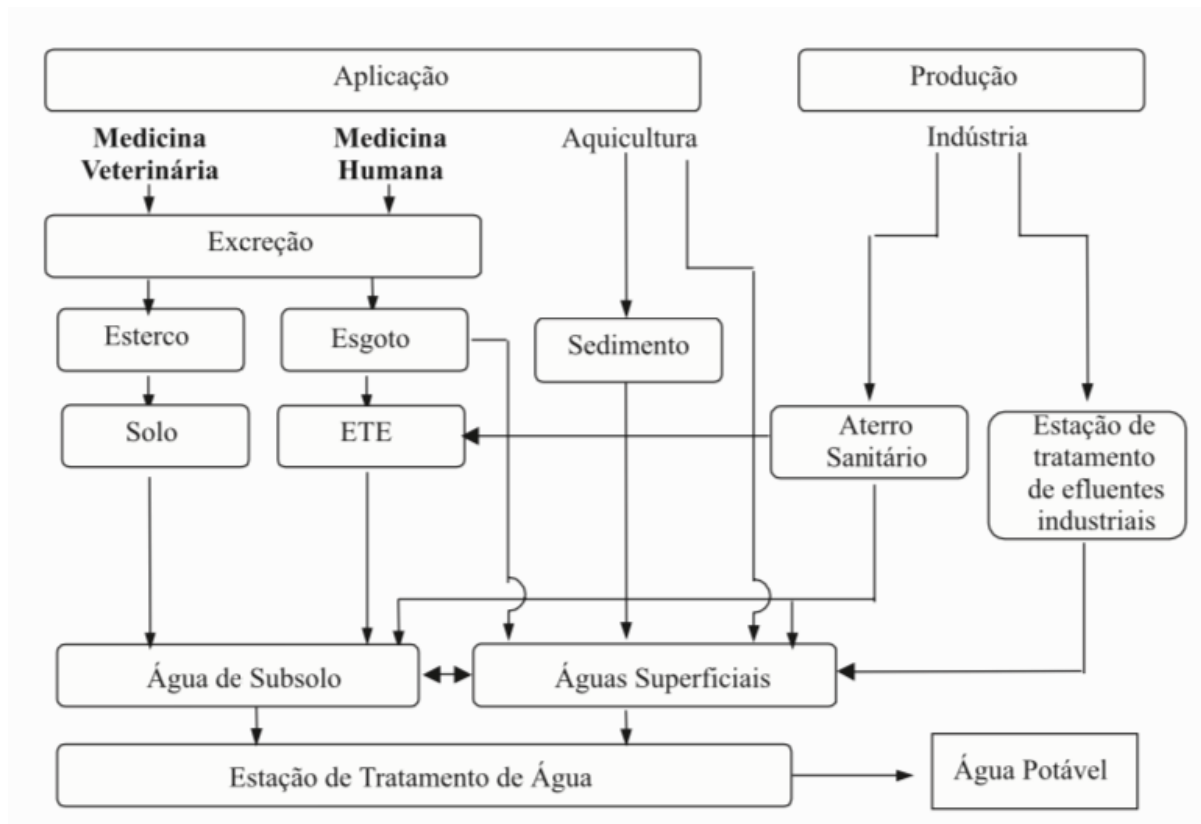 Aplicação
Produção
Medicina
Veterinária
Medicina
Humana
Aquicultura
Indústria
Excreção
Esterco
Esgoto
Sedimento
Solo
ETE
Aterro
Sanitário
Estação de
tratamento
de efluentes
industriais
Água de Subsolo
Águas Superficiais
Estação de Tratamento de Água
Água Potável